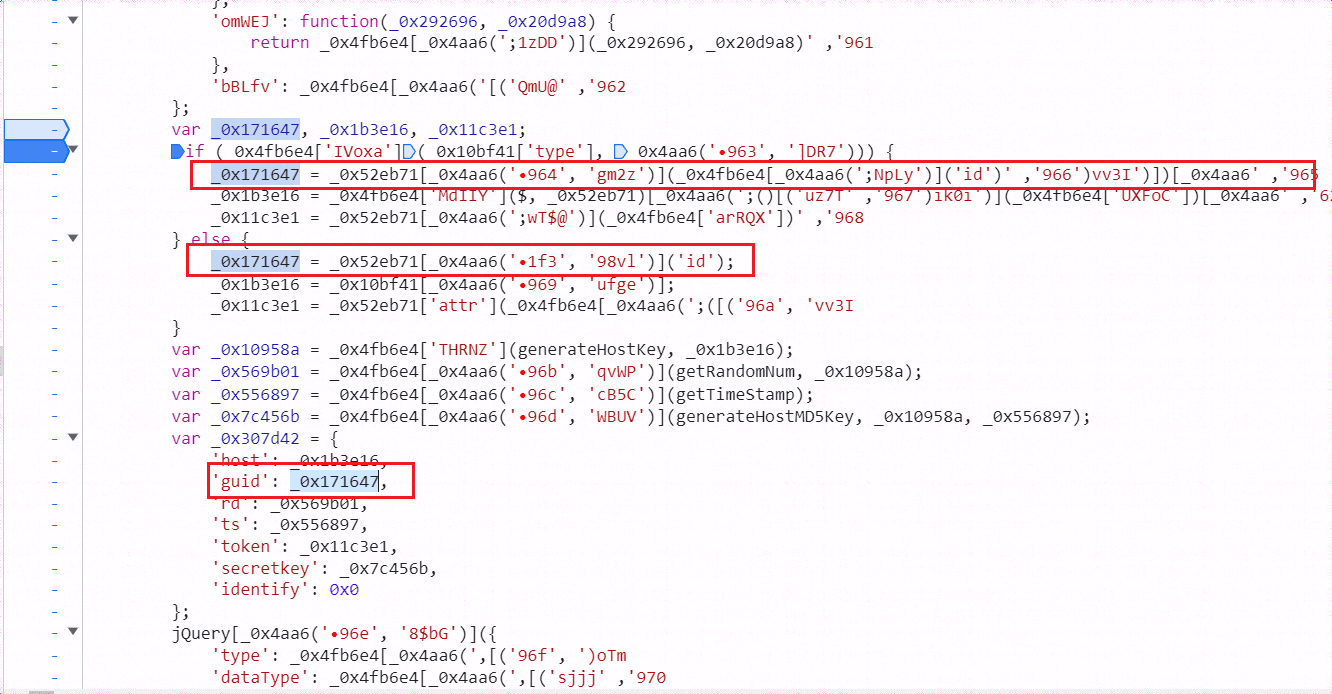 },
'omWEJ': function(_0x292696, _0x20d9a8) {
return _0x4fb6e4[_0x4aa6(';1zDD')](_0x292696, _0x20d9a8)' ,'961
},
'bBLfv': _0x4fb6e4[_0x4aa6('[('QmU@' ,'962
};
var _0x171647, _0x1b3e16, _0x11c3e1;
if (_0x4fb6e4['IVoxa'](_0x10bf41['type'], _0x4aa6('•963', ']DR7'))) {
_0x171647 = _0x52eb71[_0x4aa6('•964', 'gm2z')](_0x4fb6e4[_0x4aa6(';NpLy')]('id')' ,'966')vv3I')])[_0x4aa6' ,'965
_0x1b3e16 = _0x4fb6e4['MdIIY']($, _0x52eb71)[_0x4aa6(';()[('uz7T' ,'967')ik0i')](_0x4fb6e4['UXFoC'])[_0x4aa6' ,'62
_0x11c3e1 = _0x52eb71[_0x4aa6(';wT$@')](_0x4fb6e4['arRQX'])' ,'968
} else {
_0x171647 = _0x52eb71[_0x4aa6('•1f3', '98vl')]('id');
_0x1b3e16 = _0x10bf41[_0x4aa6('•969', 'ufge')];
_0x11c3e1 = _0x52eb71['attr'](_0x4fb6e4[_0x4aa6(';([('96a', 'vv3I
}
var _0x10958a = _0x4fb6e4['THRNZ'](generateHostKey, _0x1b3e16);
var _0x569b01 = _0x4fb6e4[_0x4aa6('•96b', 'qvWP')](getRandomNum, _0x10958a);
var _0x556897 = _0x4fb6e4[_0x4aa6('•96c', 'cB5C')](getTimeStamp);
var _0x7c456b = _0x4fb6e4[_0x4aa6('•96d', 'WBUV')](generateHostMD5Key, _0x10958a, _0x556897);
var _0x307d42 = {
'host': _0x1b3e16,
'guid': _0x171647,
'rd': _0x569b01,
'ts': _0x556897,
'token': _0x11c3e1,
'secretkey': _0x7c456b,
'identify': 0x0
};
jQuery[_0x4aa6('•96e', '8$bG')]({
'type': _0x4fb6e4[_0x4aa6(',[('96f', ')oTm
'dataType': _0x4fb6e4[_0x4aa6(',[('sjjj' ,'970